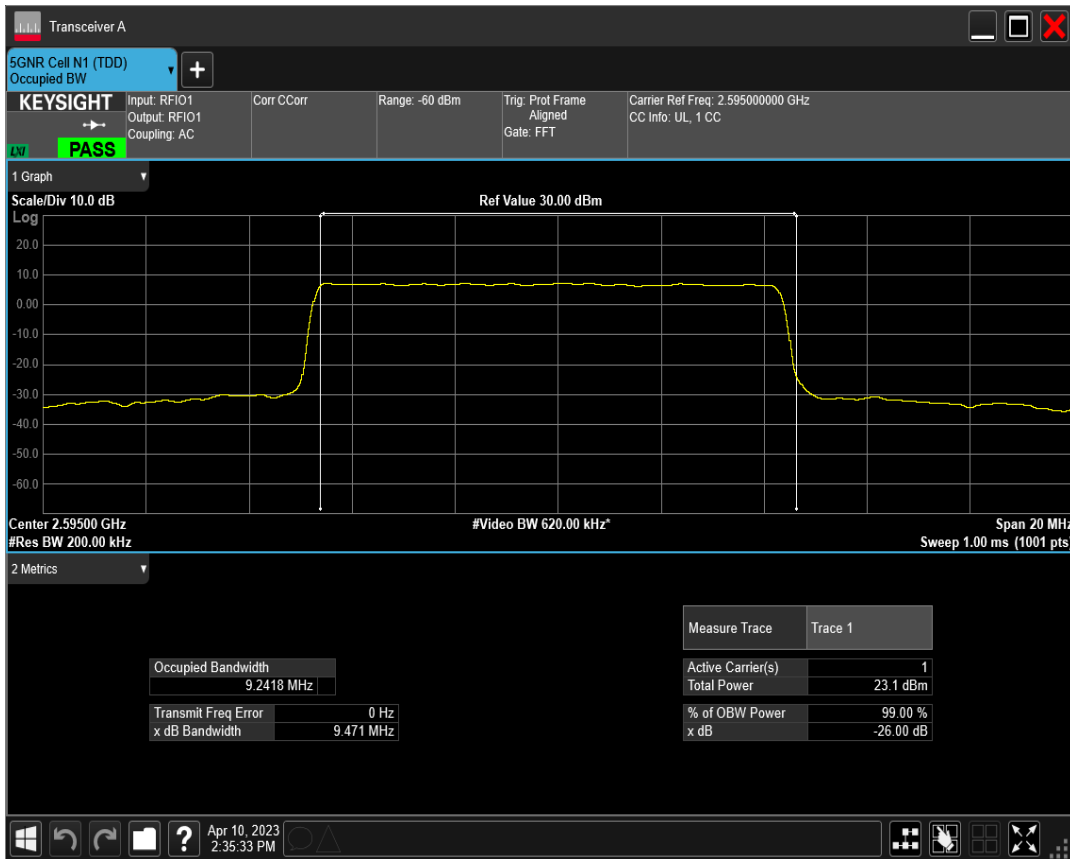 Transceiver A
5GNR Cell N1 (TDD)
Occupied BW
+
KEYSIGHT
LXI
PASS
Input: RFIO1
Output: RFIO1
Coupling: AC
Corr CCorr
Range: -60 dBm
Trig: Prot Frame
Aligned
Gate: FFT
Carrier Ref Freq: 2.595000000 GHz
CC Info: UL, 1 CC
1 Graph
Scale/Div 10.0 dB
Ref Value 30.00 dBm
Log
20.0
10.0
0.00
-10.0
-20.0
-30.0
-40.0
-50.0
-60.0
Center 2.59500 GHz
#Video BW 620.00 kHz*
Span 20 MHz
#Res BW 200.00 kHz
Sweep 1.00 ms (1001 pts)
2 Metrics
Measure Trace Trace 1
Occupied Bandwidth
9.2418 MHz
Active Carrier(s) 1
Total Power 23.1 dBm
Transmit Freq Error 0 Hz
x dB Bandwidth 9.471 MHz
% of OBW Power 99.00 %
x dB -26.00 dB
?
Apr 10, 2023
2:35:33 PM